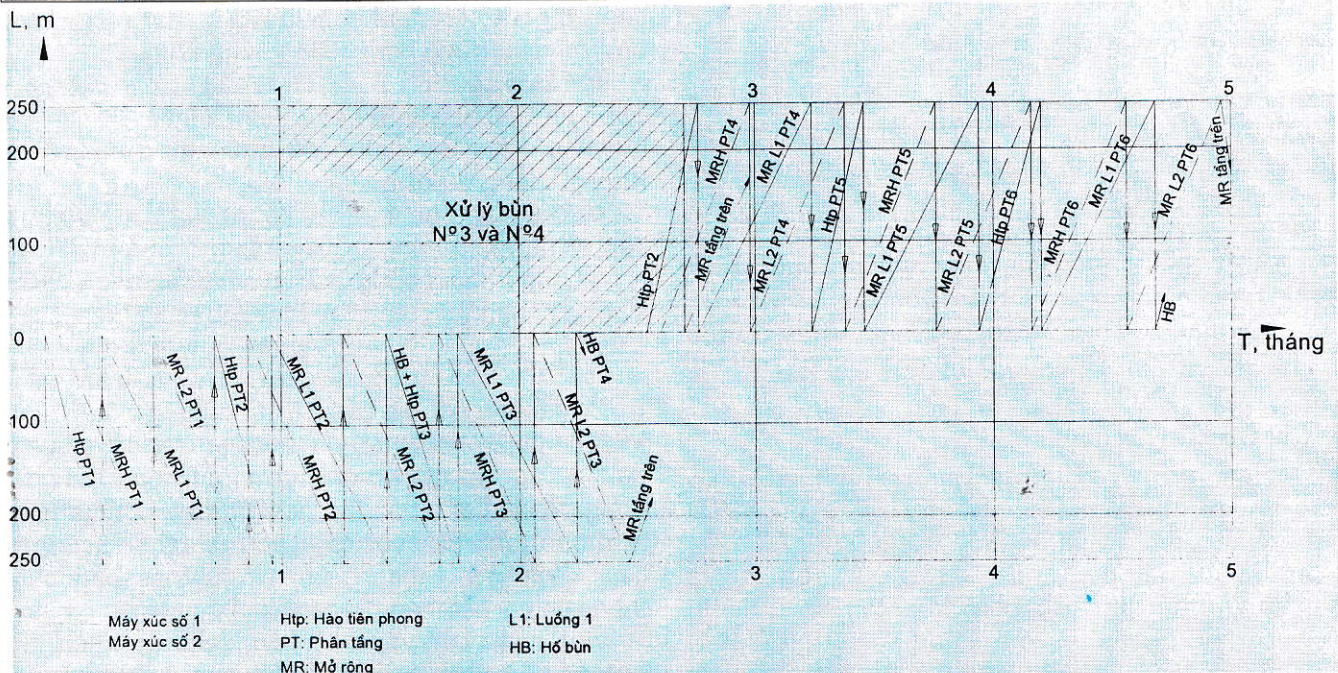 L, m
1 2 3 4 5
250
200
100
0
100
200
250
Xử lý bùn
Nº3 và Nº4
Htp PT2
MRH PT4
MR tầng trên
MR L1 PT4
MR L2 PT4
Htp PT5
MRH PT5
MR L1 PT5
MR L2 PT5
Htp PT6
MRH PT6
MR L1 PT6
MR L2 PT6
HB
MR tầng trên
T, tháng
Htp PT1
MRH PT1
MRL1 PT1
MR L2 PT1
Htp PT2
MR L1 PT2
MRH PT2
HB + Htp PT3
MR L2 PT2
MR L1 PT3
MRH PT3
HB PT4
MR L2 PT3
MR tầng trên
1 2 3 4 5
Máy xúc số 1
Máy xúc số 2
Htp: Hào tiên phong
PT: Phân tầng
MR: Mở rộng
L1: Luồng 1
HB: Hố bùn